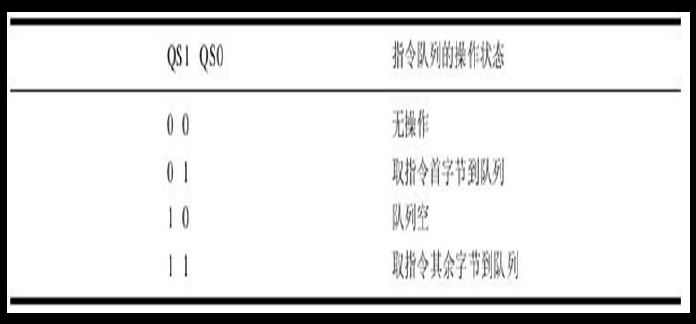 QS1 QS0 指令队列的操作状态
0 0 无操作
0 1 取指令首字节到队列
1 0 队列空
1 1 取指令其余字节到队列